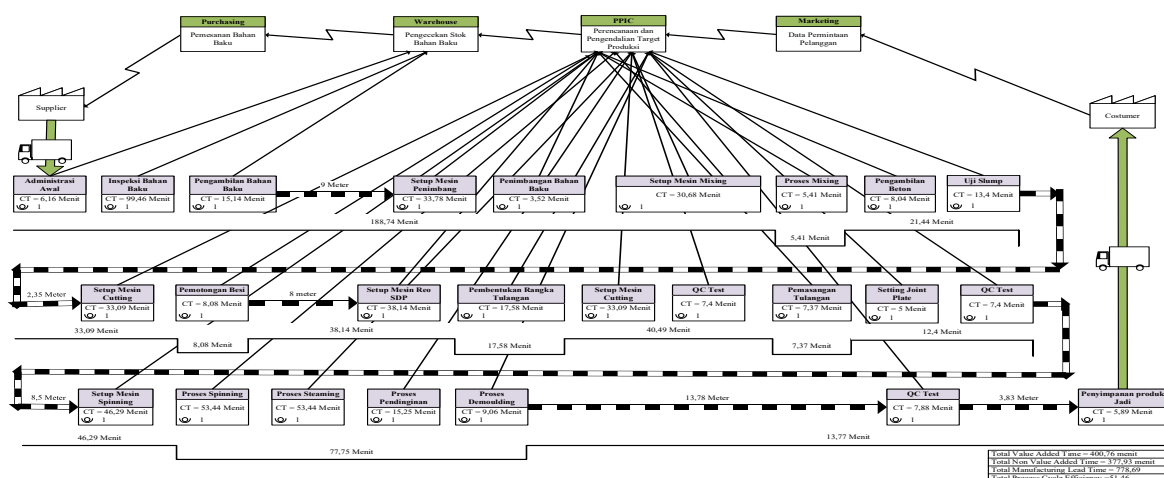 Purchasing
Pemesanan Bahan
Baku
Warehouse
Pengecekan Stok
Bahan Baku
PPIC
Perencanaan dan
Pengendalian Target
Produksi
Marketing
Data Permintaan
Pelanggan
Supplier
Costumer
Administrasi
Awal
CT = 6,16 Menit
1
Inspeksi Bahan
Baku
CT = 99,46 Menit
1
Pengambilan Bahan
Baku
CT = 15,14 Menit
1
9 Meter
Setup Mesin
Penimbang
CT = 33,78 Menit
1
Penimbangan Bahan
Baku
CT = 3,52 Menit
1
Setup Mesin Mixing
CT = 30,68 Menit
1
Proses Mixing
CT = 5,41 Menit
1
Pengambilan
Beton
CT = 8,04 Menit
1
Uji Slump
CT = 13,4 Menit
1
188,74 Menit
5,41 Menit
21,44 Menit
2,35 Meter
Setup Mesin
Cutting
CT = 33,09 Menit
1
Pemotongan Besi
CT = 8,08 Menit
1
8 meter
Setup Mesin Reo
SDP
CT = 38,14 Menit
1
Pembentukan Rangka
Tulangan
CT = 17,58 Menit
1
Setup Mesin
Cutting
CT = 33,09 Menit
1
QC Test
CT = 7,4 Menit
1
Pemasangan
Tulangan
CT = 7,37 Menit
1
Setting Joint
Plate
CT = 5 Menit
1
QC Test
CT = 7,4 Menit
1
33,09 Menit
8,08 Menit
38,14 Menit
17,58 Menit
40,49 Menit
7,37 Menit
12,4 Menit
8,5 Meter
Setup Mesin
Spinning
CT = 46,29 Menit
1
Proses Spinning
CT = 53,44 Menit
1
Proses Steaming
CT = 53,44 Menit
1
Proses
Pendinginan
CT = 15,25 Menit
1
Proses
Demoulding
CT = 9,06 Menit
1
13,78 Meter
QC Test
CT = 7,88 Menit
1
3,83 Meter
Penyimpanan produk
Jadi
CT = 5,89 Menit
1
46,29 Menit
77,75 Menit
13,77 Menit
Total Value Added Time = 400,76 menit
Total Non Value Added Time = 377,93 menit
Total Manufacturing Lead Time = 778,69
Total Process Cycle Efficiency =51,46